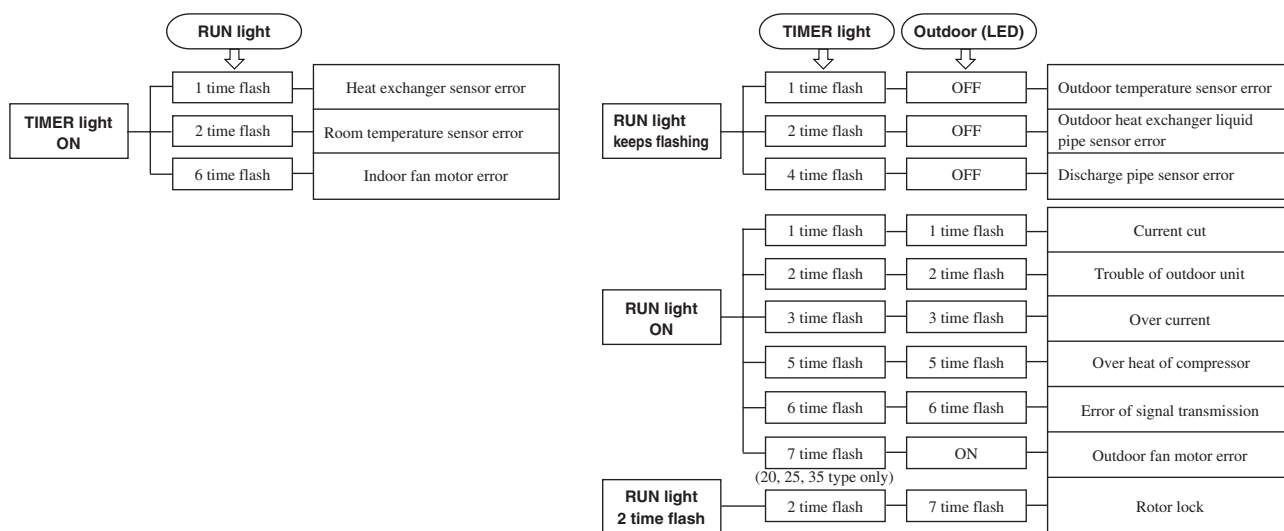 RUN light
1 time flash
Heat exchanger sensor error
TIMER light
ON
2 time flash
Room temperature sensor error
6 time flash
Indoor fan motor error
TIMER light
Outdoor (LED)
1 time flash
OFF
Outdoor temperature sensor error
RUN light
keeps flashing
2 time flash
OFF
Outdoor heat exchanger liquid
pipe sensor error
4 time flash
OFF
Discharge pipe sensor error
1 time flash
1 time flash
Current cut
2 time flash
2 time flash
Trouble of outdoor unit
RUN light
ON
3 time flash
3 time flash
Over current
5 time flash
5 time flash
Over heat of compressor
6 time flash
6 time flash
Error of signal transmission
7 time flash
ON
Outdoor fan motor error
(20, 25, 35 type only)
RUN light
2 time flash
2 time flash
7 time flash
Rotor lock